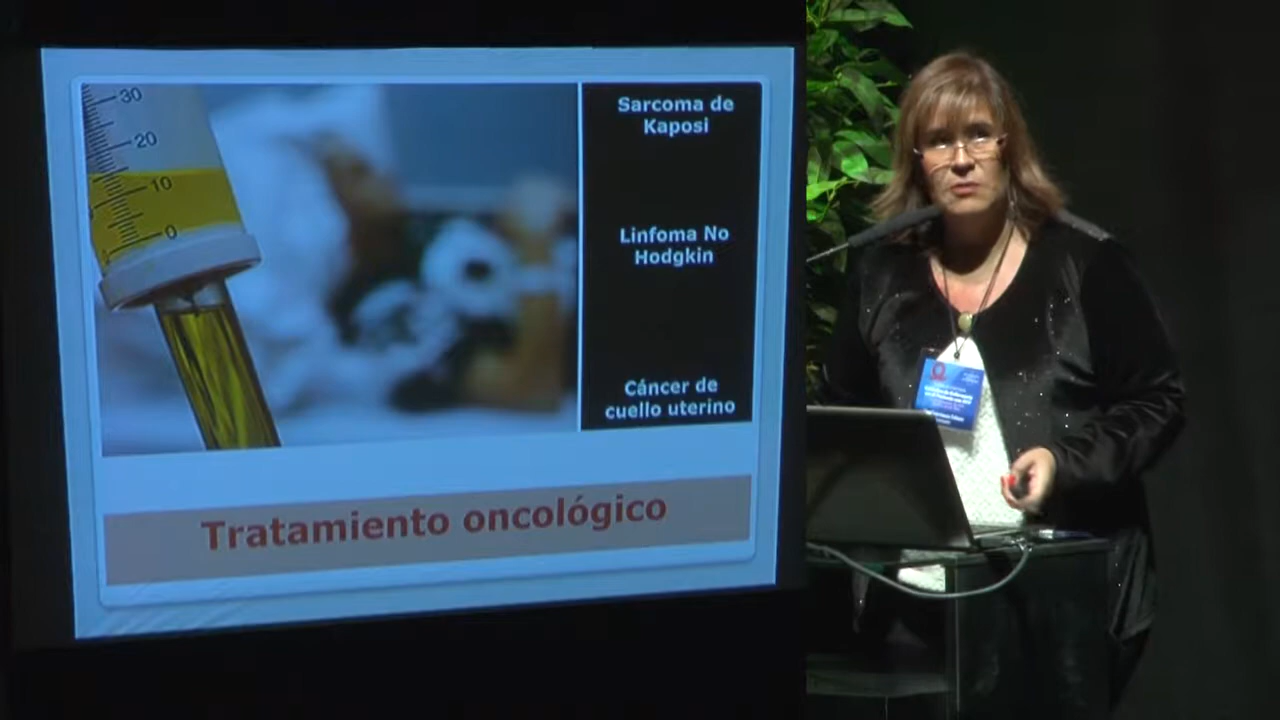 30
20
10
0
Sarcoma de
Kaposi
Linfoma No
Hodgkin
Cáncer de
cuello uterino
Tratamiento oncológico